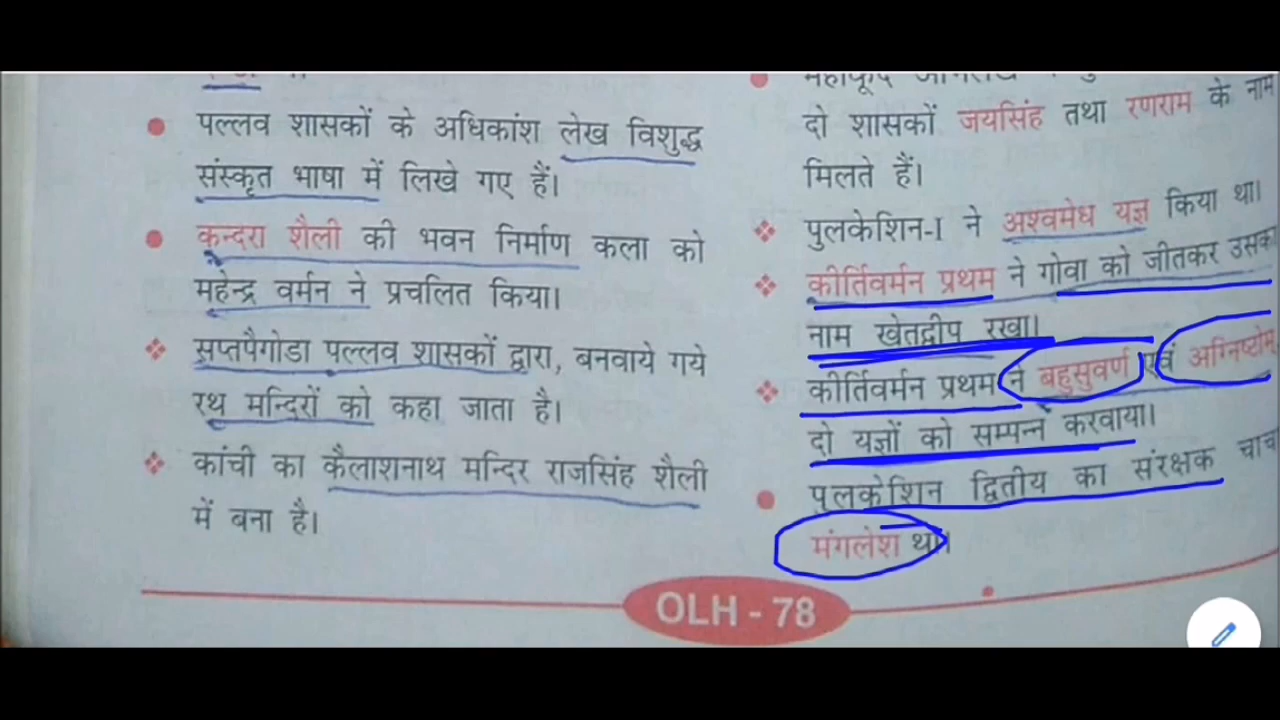 ● पल्लव शासकों के अधिकांश लेख विशुद्ध
संस्कृत भाषा में लिखे गए हैं।
● कन्दरा शैली की भवन निर्माण कला को
महेन्द्र वर्मन ने प्रचलित किया।
❖ सप्तपैगोडा पल्लव शासकों द्वारा, बनवाये गये
रथ मन्दिरों को कहा जाता है।
❖ कांची का कैलाशनाथ मन्दिर राजसिंह शैली
में बना है।
दो शासकों जयसिंह तथा रणराम के नाम
मिलते हैं।
❖ पुलकेशिन-I ने अश्वमेध यज्ञ किया था।
❖ कीर्तिवर्मन प्रथम ने गोवा को जीतकर उसका
नाम खेतद्वीप रखा।
❖ कीर्तिवर्मन प्रथम ने बहुसुवर्ण एवं अग्निष्टोम
दो यज्ञों को सम्पन्न करवाया।
● पुलकेशिन द्वितीय का संरक्षक चाचा
मंगलेश था।
OLH - 78